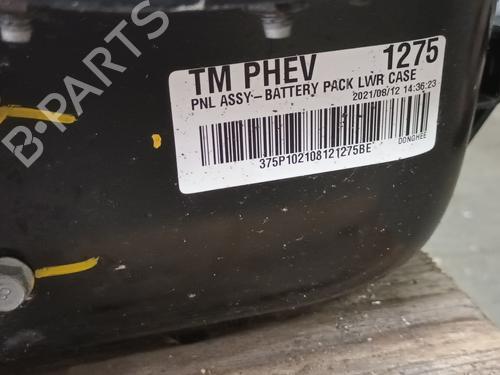 B-PARTS
TM PHEV 1275
PNL ASSY-BATTERY PACK LWR CASE
2021/08/12 14:36:23
375P102108121275BE
DONGHEE